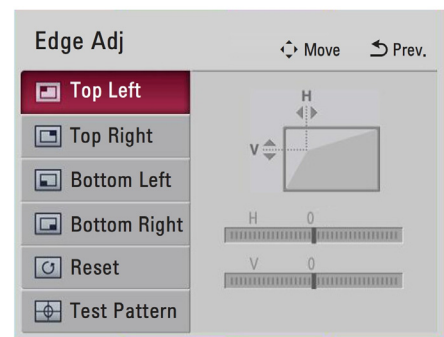 Edge Adj
Move Prev.
Top Left
Top Right
Bottom Left
Bottom Right
Reset
Test Pattern
H
V
H 0
V 0